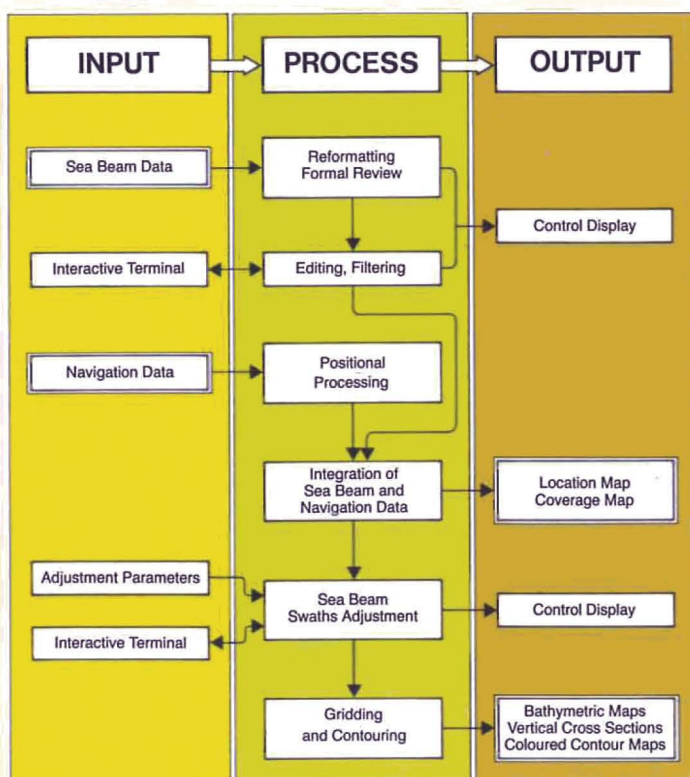 INPUT
PROCESS
OUTPUT
Sea Beam Data
Reformatting
Formal Review
Control Display
Interactive Terminal
Editing, Filtering
Navigation Data
Positional
Processing
Integration of
Sea Beam and
Navigation Data
Location Map
Coverage Map
Adjustment Parameters
Sea Beam
Swaths Adjustment
Control Display
Interactive Terminal
Gridding
and Contouring
Bathymetric Maps
Vertical Cross Sections
Coloured Contour Maps